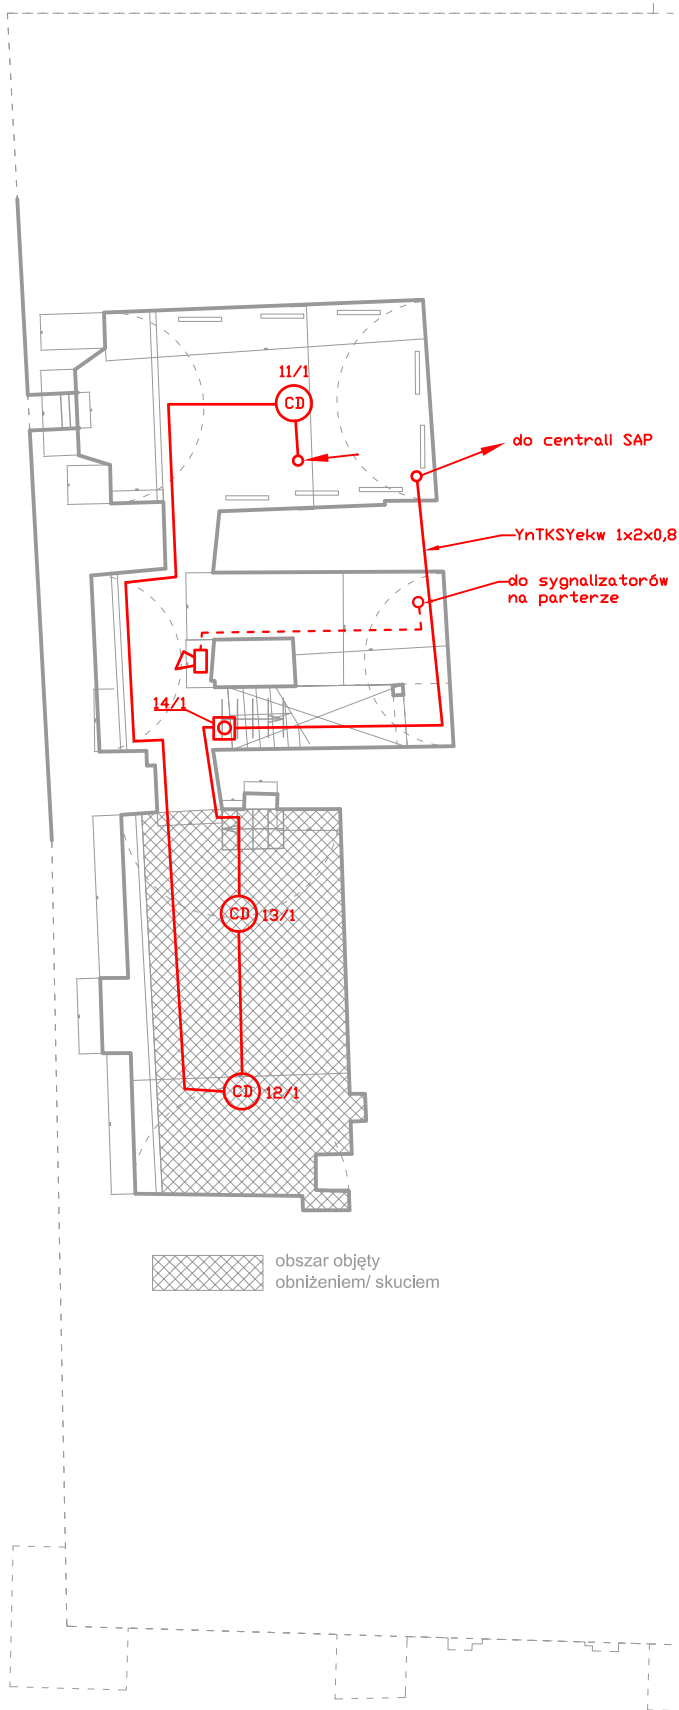 11/1
CD
do centrali SAP
YnTKSYekw 1x2x0,8
do sygnalizatorów
na parterze
14/1
CD 13/1
CD 12/1
obszar objęty
obniżeniem/ skuciem